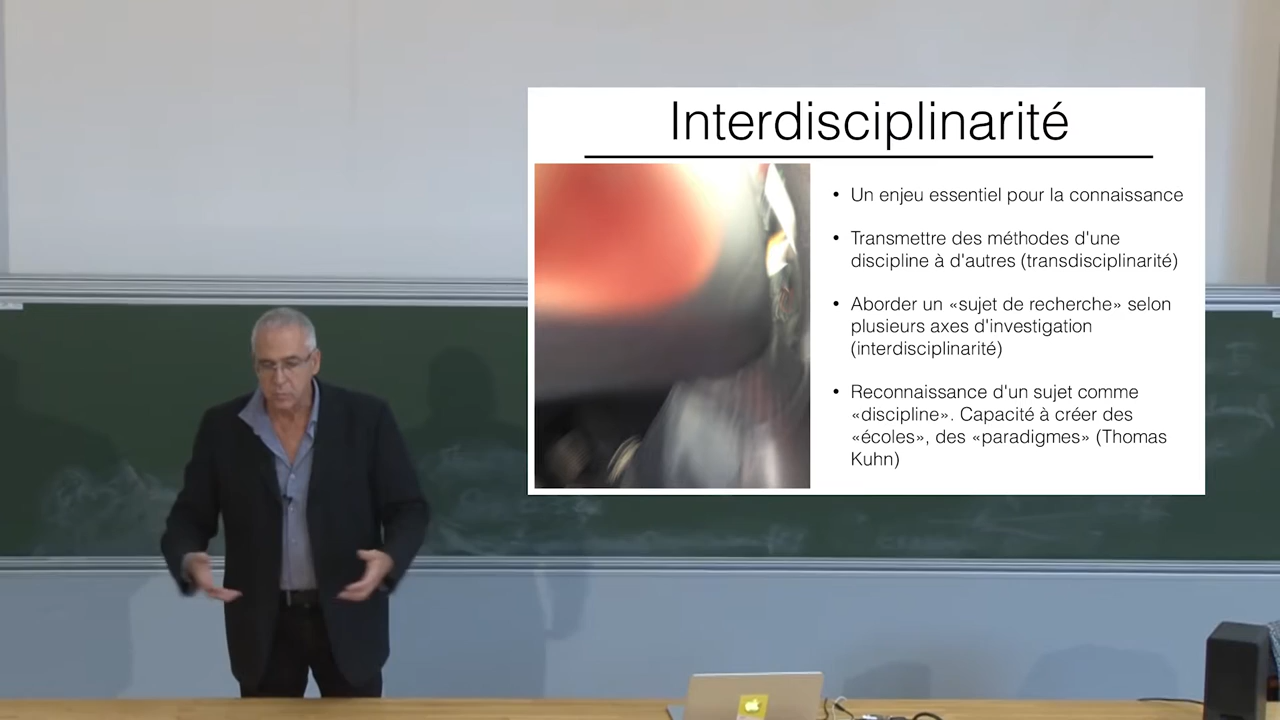 Interdisciplinarité
• Un enjeu essentiel pour la connaissance
• Transmettre des méthodes d'une
discipline à d'autres (transdisciplinarité)
• Aborder un «sujet de recherche» selon
plusieurs axes d'investigation
(interdisciplinarité)
• Reconnaissance d'un sujet comme
«discipline». Capacité à créer des
«écoles», des «paradigmes» (Thomas
Kuhn)